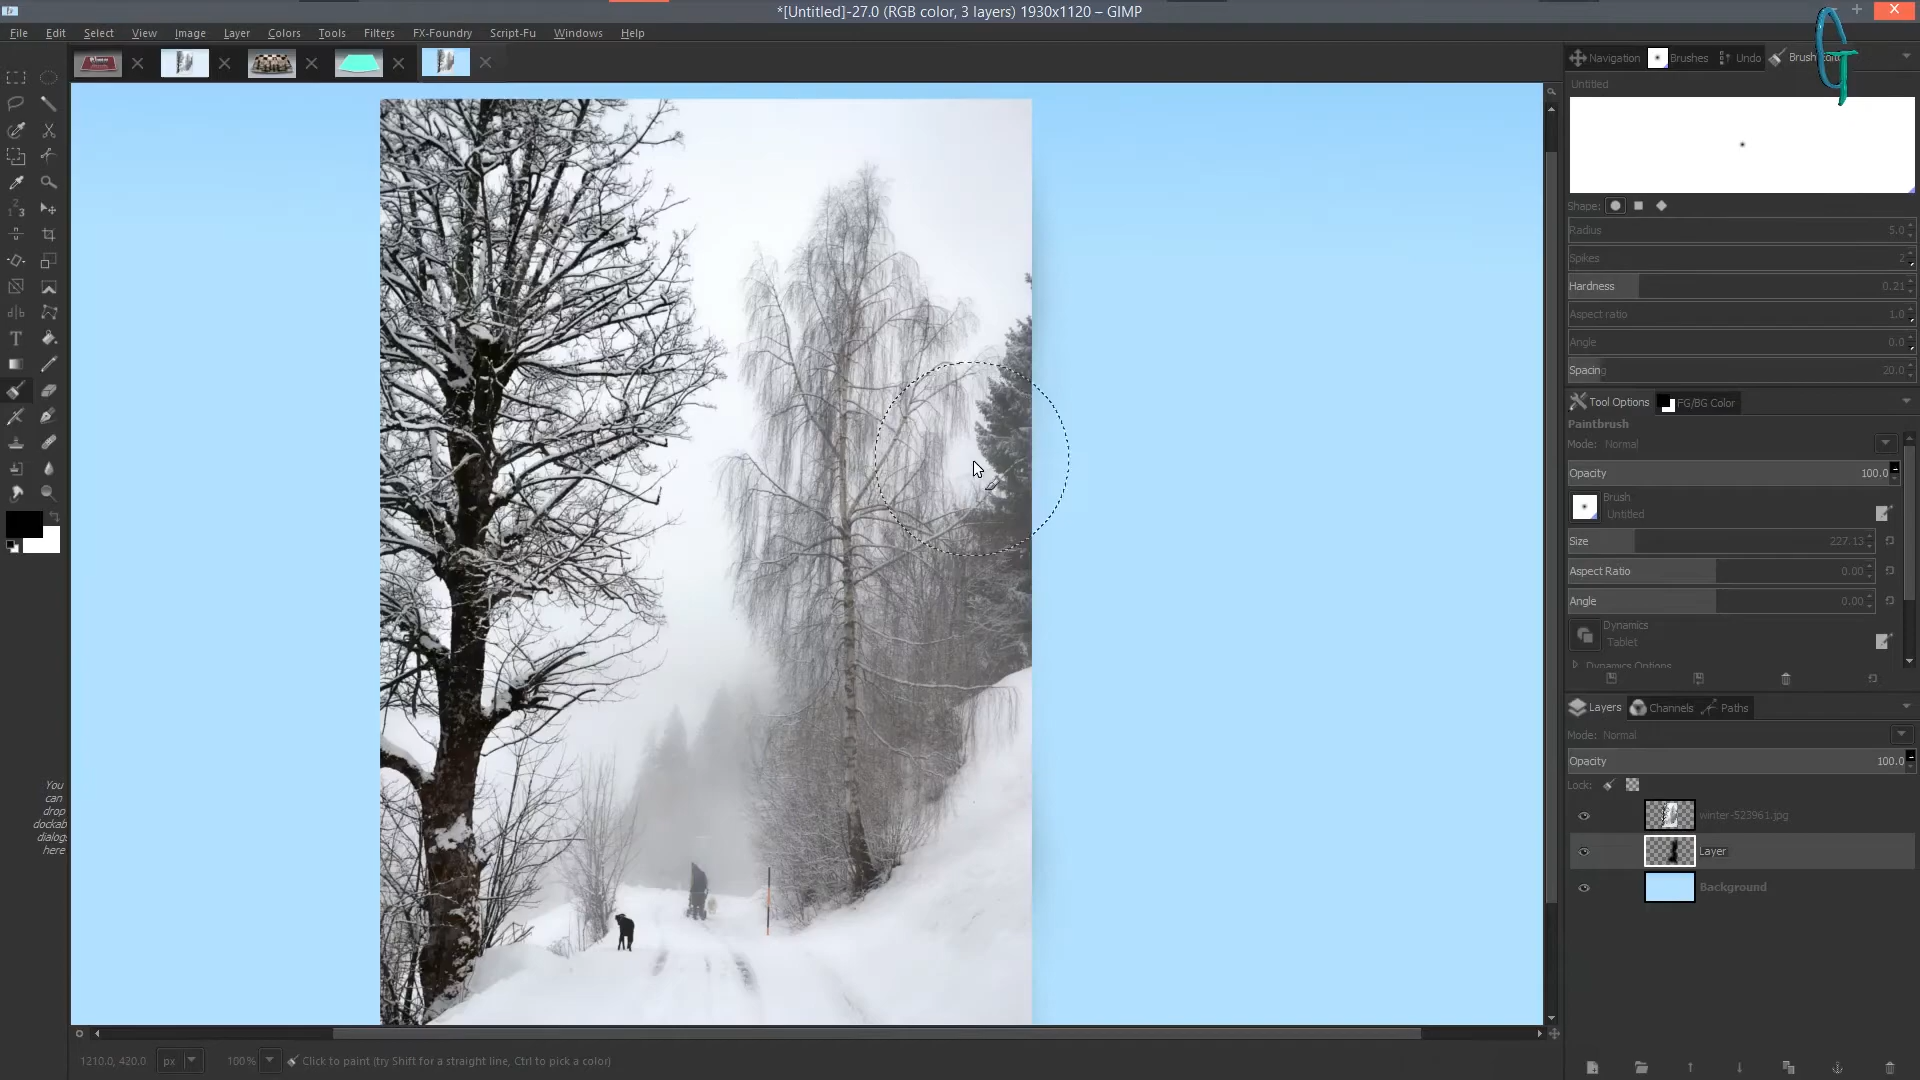 *[Untitled]-27.0 (RGB color, 3 layers) 1930x1120 – GIMP
File Edit Select View Image Layer Colors Tools Filters FX-Foundry Script-Fu Windows Help
Navigation Brushes Undo Brush
Untitled
Shape:
Radius 5.0
Spikes 2
Hardness 0.21
Aspect ratio 1.0
Angle 0.0
Spacing 20.0
Tool Options FG/BG Color
Paintbrush
Mode: Normal
Opacity 100.0
Brush
Untitled
Size 227.13
Aspect Ratio 0.00
Angle 0.00
Dynamics
Tablet
Dynamics Options
Layers Channels Paths
Mode: Normal
Opacity 100.0
Lock:
winter-523961.jpg
Layer
Background
You
can
drop
dockab
dialog
here
1210.0, 420.0 px 100% Click to paint (try Shift for a straight line, Ctrl to pick a color)